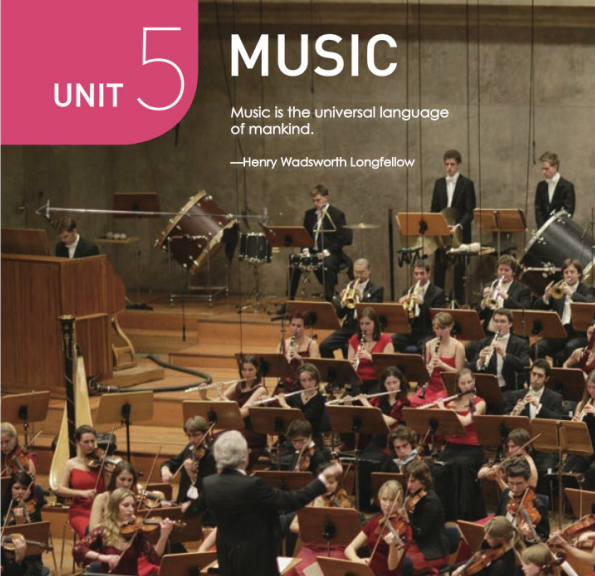 UNIT 5
MUSIC
Music is the universal language
of mankind.
—Henry Wadsworth Longfellow